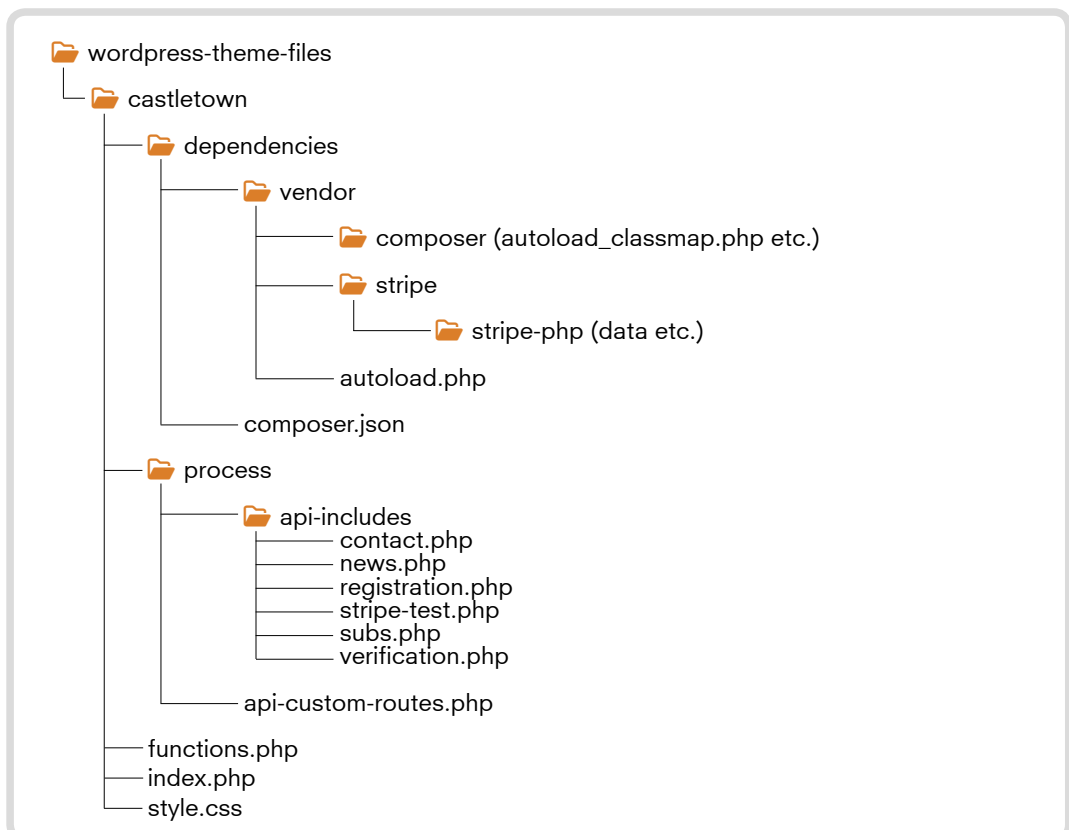 wordpress-theme-files
castletown
dependencies
vendor
composer (autoload_classmap.php etc.)
stripe
stripe-php (data etc.)
autoload.php
composer.json
process
api-includes
contact.php
news.php
registration.php
stripe-test.php
subs.php
verification.php
api-custom-routes.php
functions.php
index.php
style.css